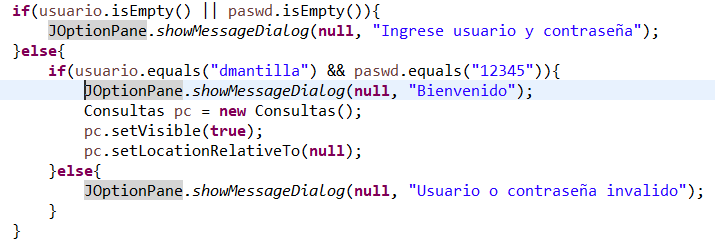 if(usuario.isEmpty() || paswd.isEmpty()){
    JOptionPane.showMessageDialog(null, "Ingrese usuario y contraseña");
}else{
    if(usuario.equals("dmantilla") && paswd.equals("12345")){
        JOptionPane.showMessageDialog(null, "Bienvenido");
        Consultas pc = new Consultas();
        pc.setVisible(true);
        pc.setLocationRelativeTo(null);
    }else{
        JOptionPane.showMessageDialog(null, "Usuario o contraseña invalido");
    }
}